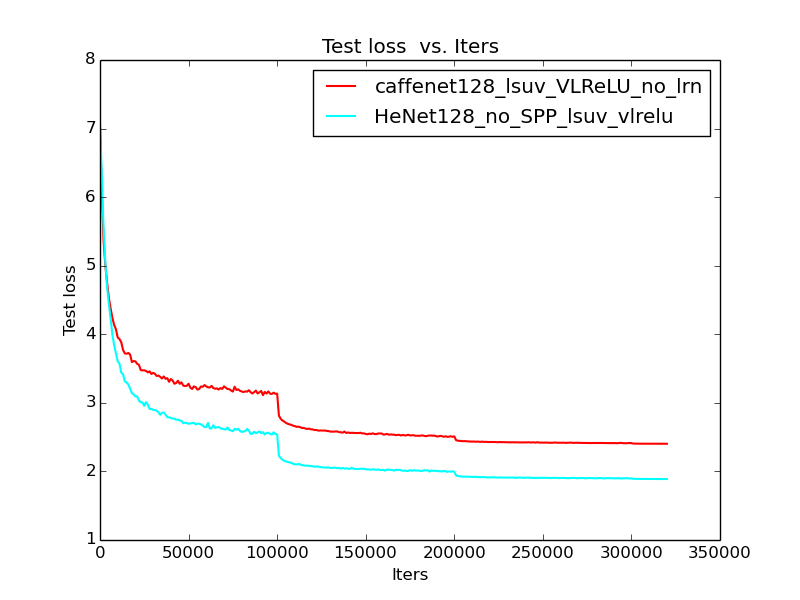 Test loss  vs. Iters
caffenet128_lsuv_VLReLU_no_lrn
HeNet128_no_SPP_lsuv_vlrelu
8
7
6
5
4
3
2
1
Test loss
0 50000 100000 150000 200000 250000 300000 350000
Iters